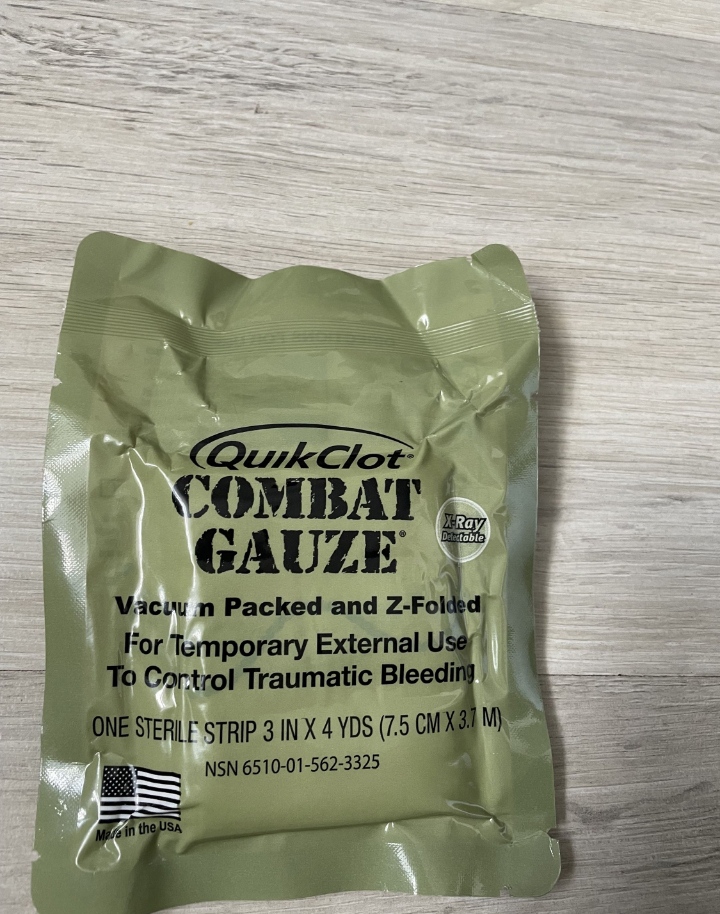 QuikClot®
COMBAT
GAUZE®
X-Ray
Detectable
Vacuum Packed and Z-Folded
For Temporary External Use
To Control Traumatic Bleeding
ONE STERILE STRIP 3 IN X 4 YDS (7.5 CM X 3.7 M)
NSN 6510-01-562-3325
Made in the USA